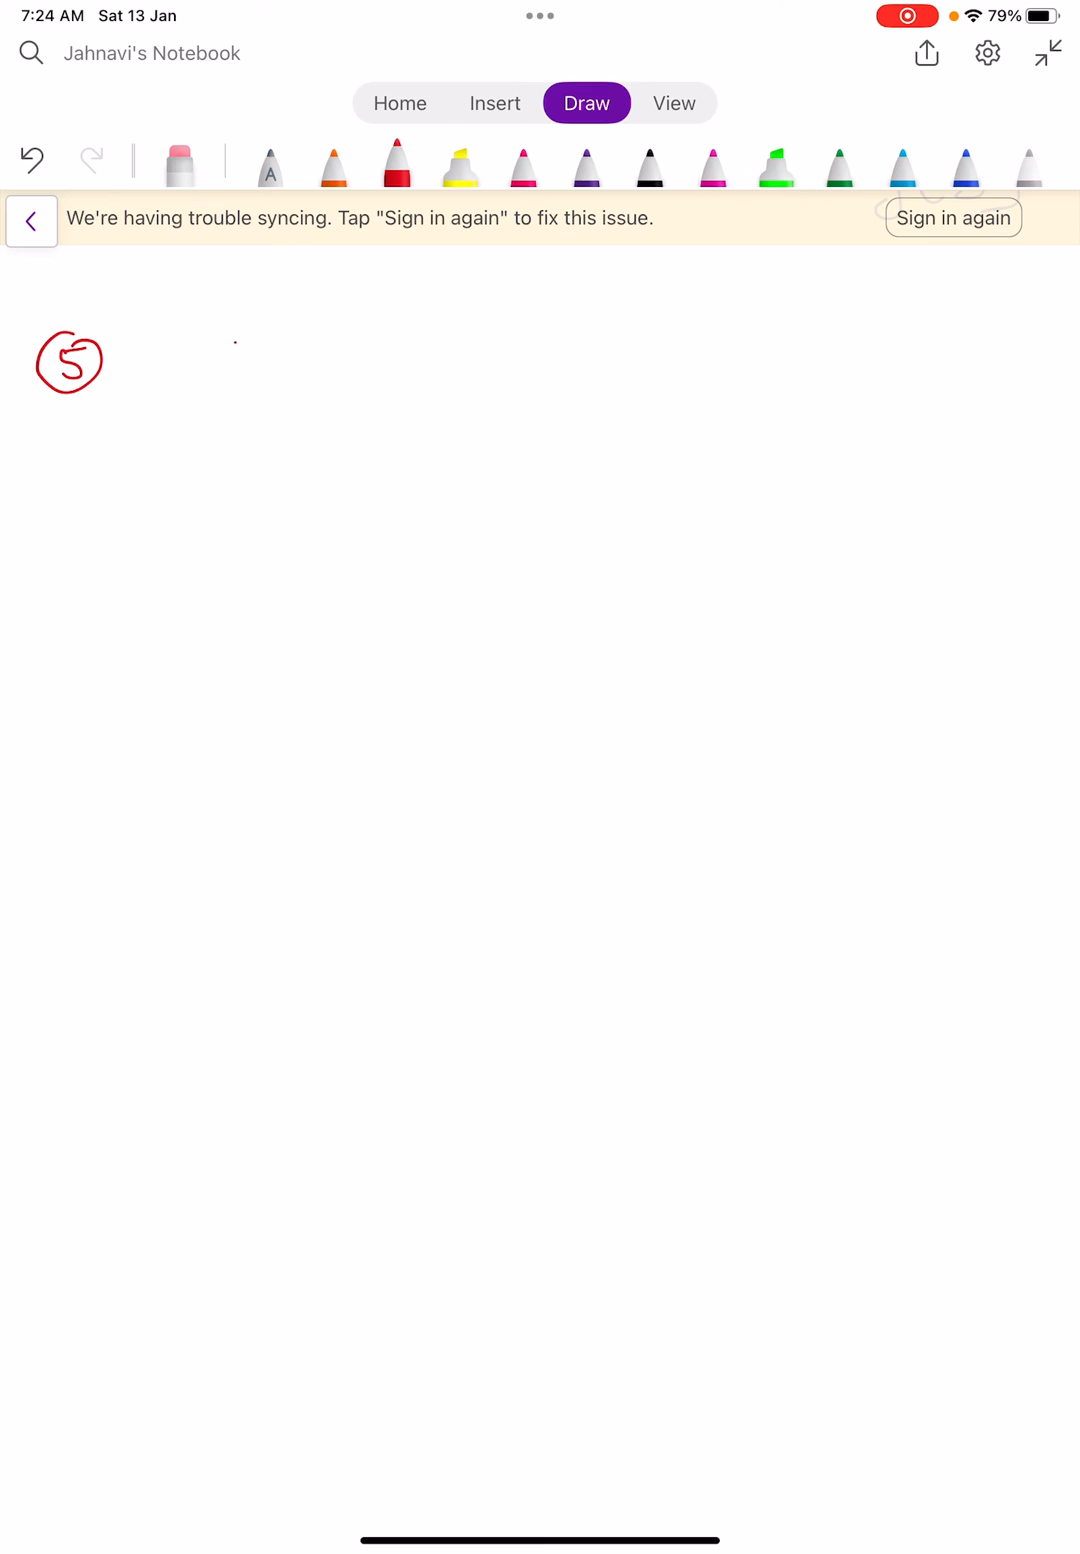 7:24 AM Sat 13 Jan 79%
Jahnavi's Notebook
Home Insert Draw View
A
We're having trouble syncing. Tap "Sign in again" to fix this issue. Sign in again
5